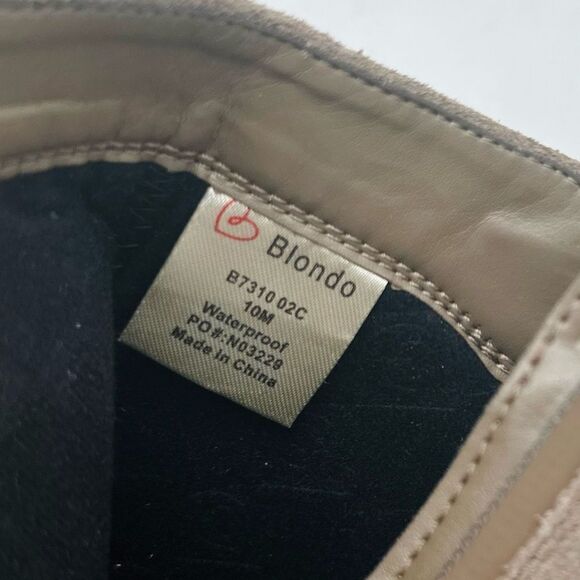 Blondo
B7310 02C
10M
Waterproof
PO#:N03229
Made in China